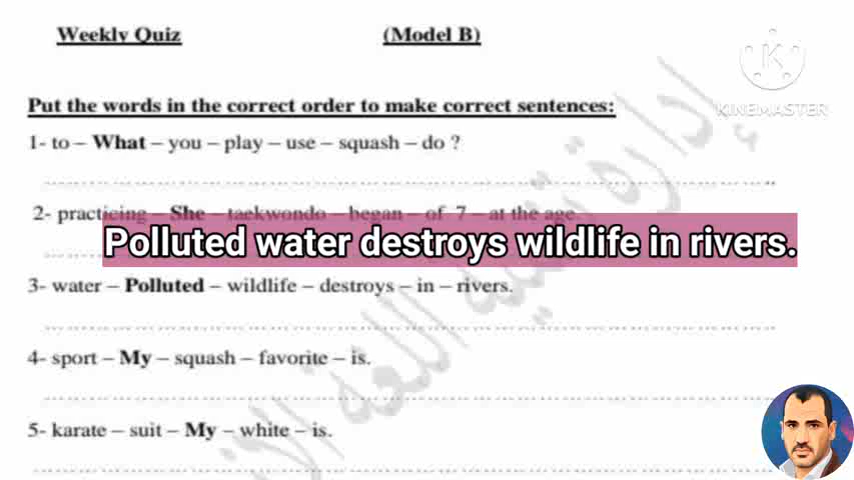 Weekly Quiz (Model B)
KINEMASTER
Put the words in the correct order to make correct sentences:
1- to – What – you – play – use – squash – do ?
2- practicing – She – taekwondo – began – of 7 – at the age.
Polluted water destroys wildlife in rivers.
3- water – Polluted – wildlife – destroys – in – rivers.
4- sport – My – squash – favorite – is.
5- karate – suit – My – white – is.
إدارة تنمية اللغة